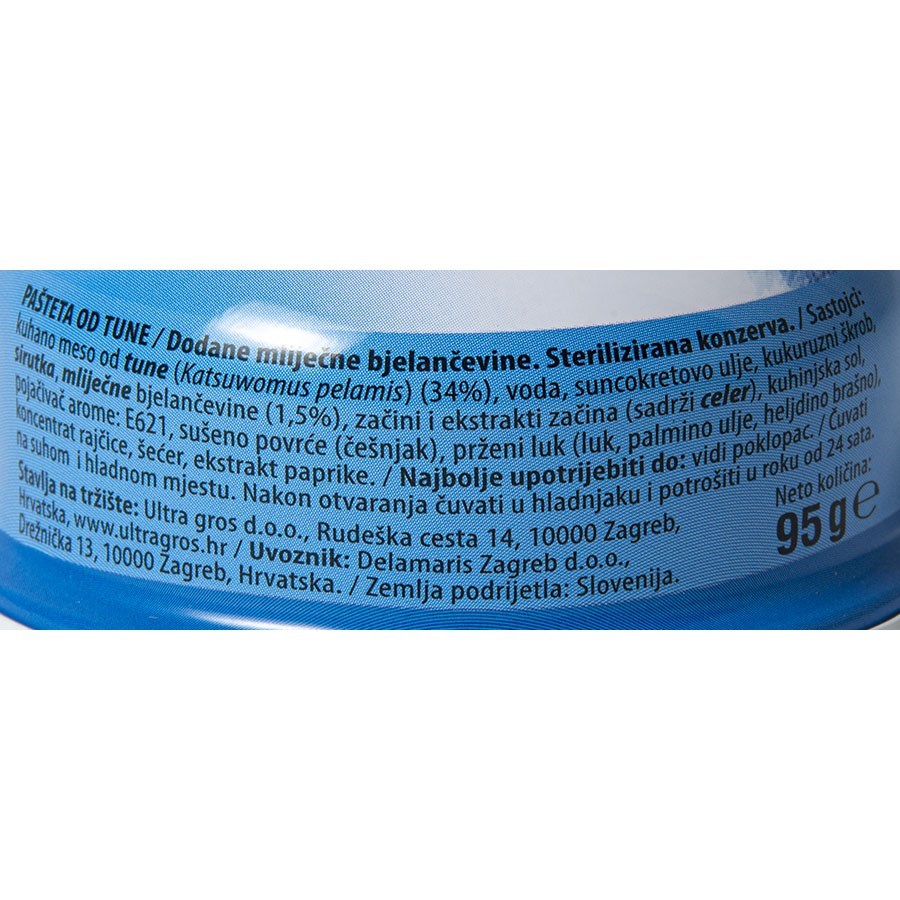 PAŠTETA OD TUNE / Dodane mliječne bjelančevine. Sterilizirana konzerva. / Sastojci:
kuhano meso od tune (Katsuwomus pelamis) (34%), voda, suncokretovo ulje, kukuruzni škrob,
sirutka, mliječne bjelančevine (1,5%), začini i ekstrakti začina (sadrži celer), kuhinjska sol,
pojačivač arome: E621, sušeno povrće (češnjak), prženi luk (luk, palmino ulje, heljdino brašno),
koncentrat rajčice, šećer, ekstrakt paprike. / Najbolje upotrijebiti do: vidi poklopac. / Čuvati
na suhom i hladnom mjestu. Nakon otvaranja čuvati u hladnjaku i potrošiti u roku od 24 sata.
Stavlja na tržište: Ultra gros d.o.o., Rudeška cesta 14, 10000 Zagreb,
Hrvatska, www.ultragros.hr / Uvoznik: Delamaris Zagreb d.o.o.,
Drežnička 13, 10000 Zagreb, Hrvatska. / Zemlja podrijetla: Slovenija.
Neto količina:
95 g ℮